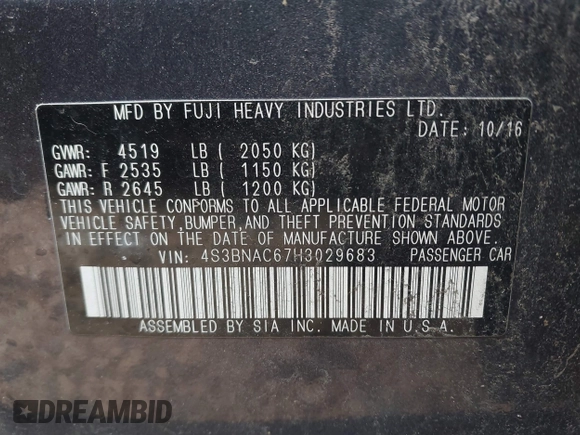 MFD BY FUJI HEAVY INDUSTRIES LTD.
DATE: 10/16
GVWR: 4519 LB ( 2050 KG)
GAWR: F 2535 LB ( 1150 KG)
GAWR: R 2645 LB ( 1200 KG)
THIS VEHICLE CONFORMS TO ALL APPLICABLE FEDERAL MOTOR
VEHICLE SAFETY,BUMPER,AND THEFT PREVENTION STANDARDS
IN EFFECT ON THE DATE OF MANUFACTURE SHOWN ABOVE.
VIN: 4S3BNAC67H3029683 PASSENGER CAR
ASSEMBLED BY SIA INC. MADE IN U.S.A.
DREAMBID